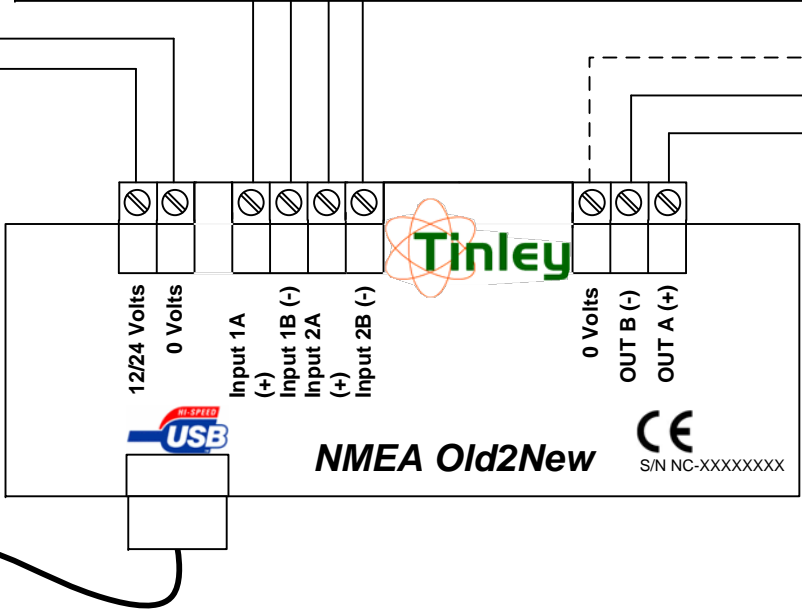 Tinley
12/24 Volts
0 Volts
Input 1A
(+)
Input 1B (-)
Input 2A
(+)
Input 2B (-)
0 Volts
OUT B (-)
OUT A (+)
HI-SPEED
USB
NMEA Old2New
CE
S/N NC-XXXXXXXX